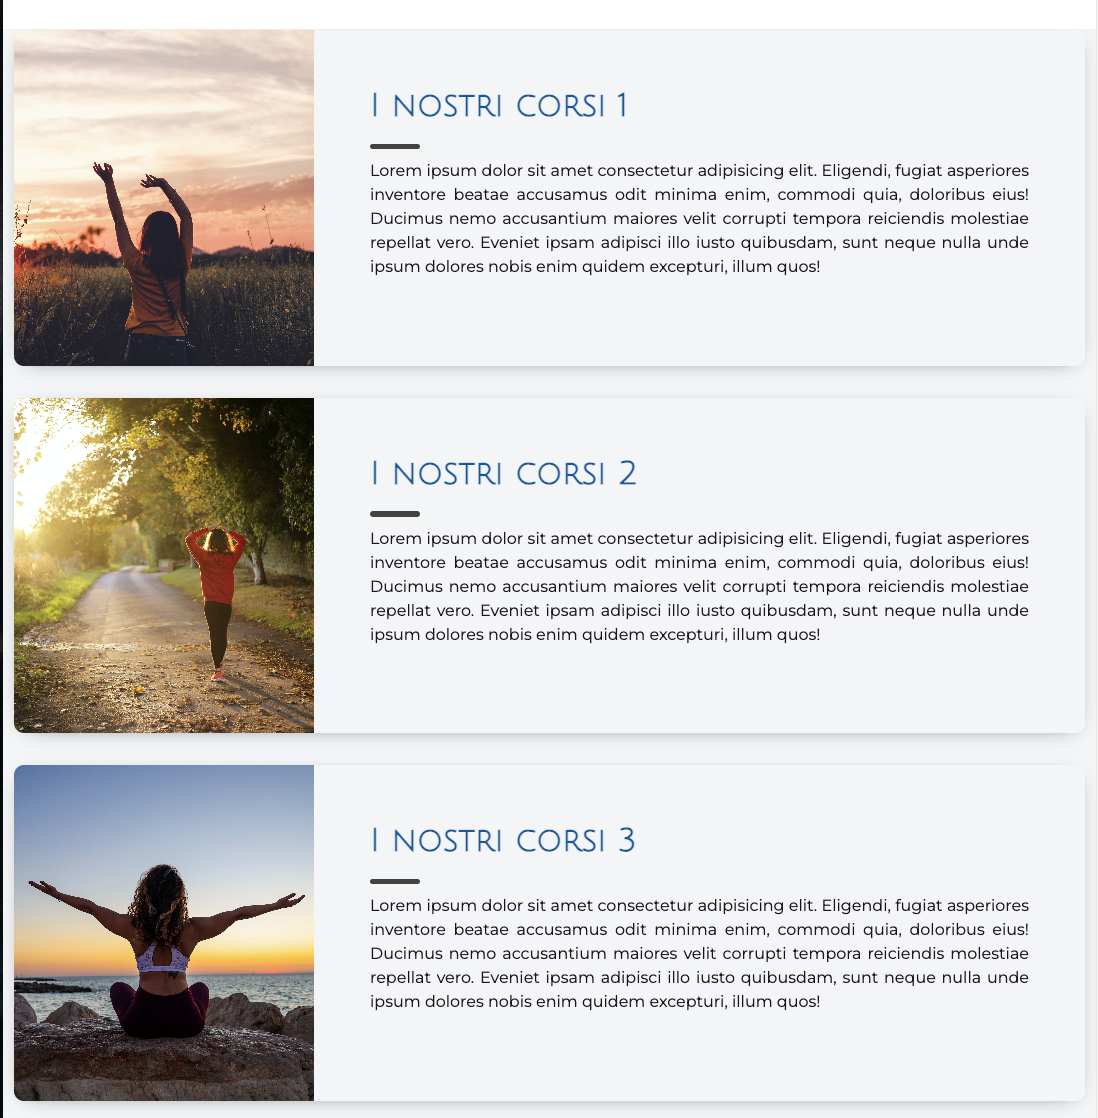 I nostri corsi 1
Lorem ipsum dolor sit amet consectetur adipisicing elit. Eligendi, fugiat asperiores
inventore beatae accusamus odit minima enim, commodi quia, doloribus eius!
Ducimus nemo accusantium maiores velit corrupti tempora reiciendis molestiae
repellat vero. Eveniet ipsam adipisci illo iusto quibusdam, sunt neque nulla unde
ipsum dolores nobis enim quidem excepturi, illum quos!
I nostri corsi 2
Lorem ipsum dolor sit amet consectetur adipisicing elit. Eligendi, fugiat asperiores
inventore beatae accusamus odit minima enim, commodi quia, doloribus eius!
Ducimus nemo accusantium maiores velit corrupti tempora reiciendis molestiae
repellat vero. Eveniet ipsam adipisci illo iusto quibusdam, sunt neque nulla unde
ipsum dolores nobis enim quidem excepturi, illum quos!
I nostri corsi 3
Lorem ipsum dolor sit amet consectetur adipisicing elit. Eligendi, fugiat asperiores
inventore beatae accusamus odit minima enim, commodi quia, doloribus eius!
Ducimus nemo accusantium maiores velit corrupti tempora reiciendis molestiae
repellat vero. Eveniet ipsam adipisci illo iusto quibusdam, sunt neque nulla unde
ipsum dolores nobis enim quidem excepturi, illum quos!